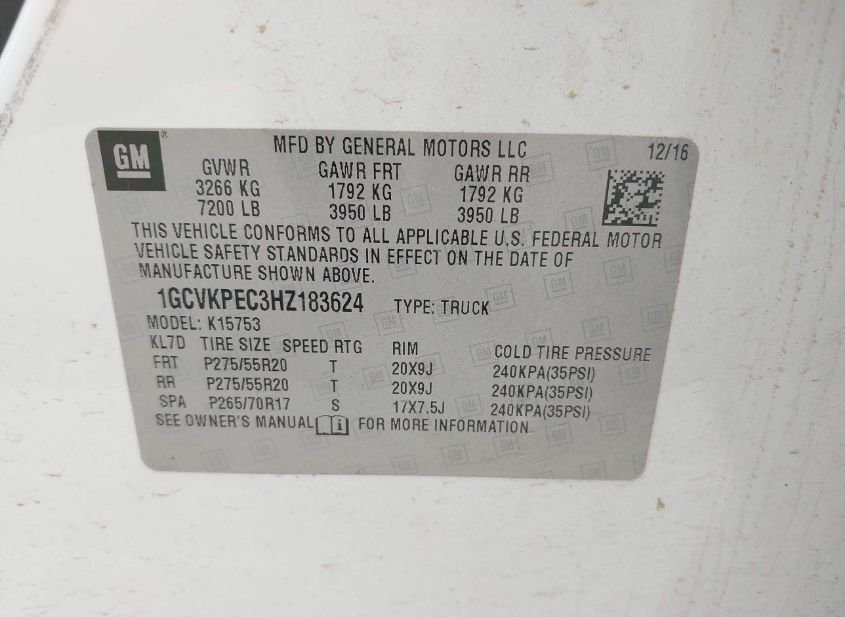 GM
MFD BY GENERAL MOTORS LLC 12/16
GVWR GAWR FRT GAWR RR
3266 KG 1792 KG 1792 KG
7200 LB 3950 LB 3950 LB
THIS VEHICLE CONFORMS TO ALL APPLICABLE U.S. FEDERAL MOTOR
VEHICLE SAFETY STANDARDS IN EFFECT ON THE DATE OF
MANUFACTURE SHOWN ABOVE.
1GCVKPEC3HZ183624 TYPE: TRUCK
MODEL: K15753
KL7D TIRE SIZE SPEED RTG RIM COLD TIRE PRESSURE
FRT P275/55R20 T 20X9J 240KPA(35PSI)
RR P275/55R20 T 20X9J 240KPA(35PSI)
SPA P265/70R17 S 17X7.5J 240KPA(35PSI)
SEE OWNER'S MANUAL FOR MORE INFORMATION